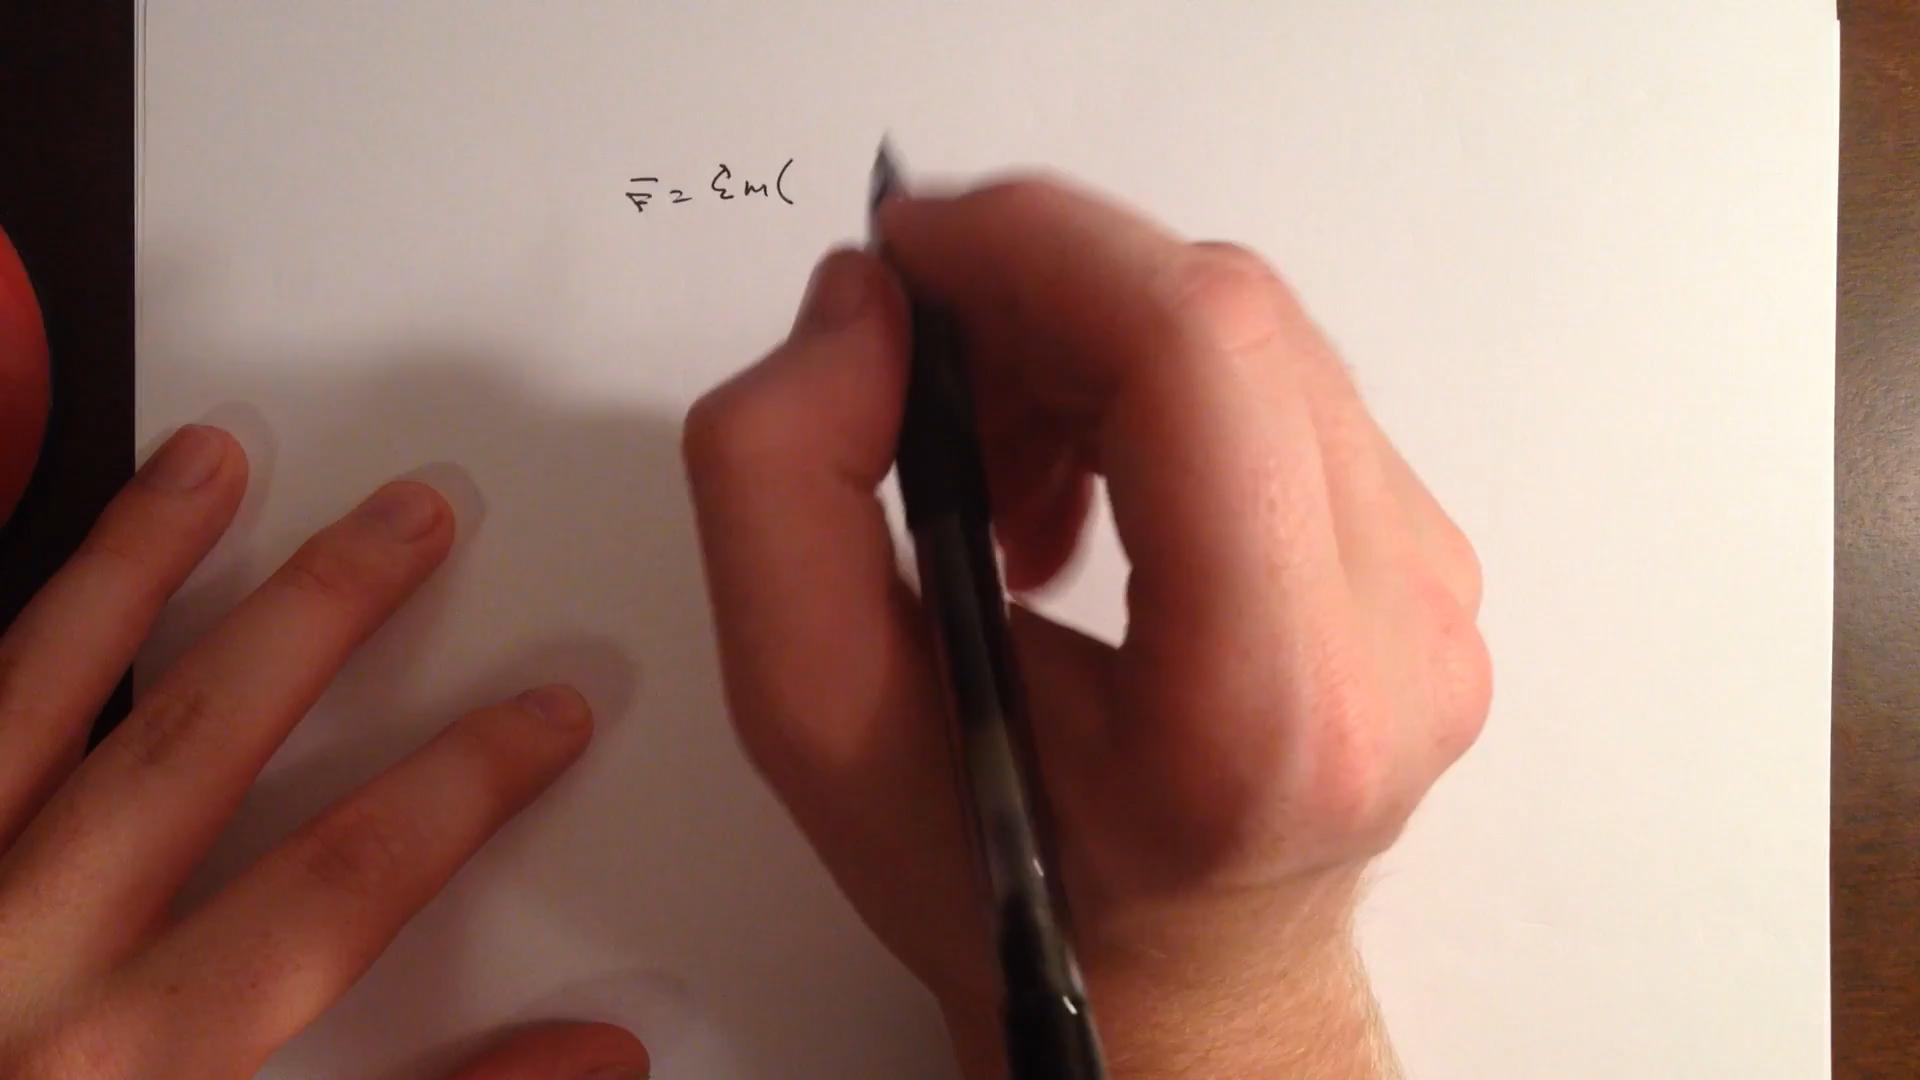 F̅ = Σm(